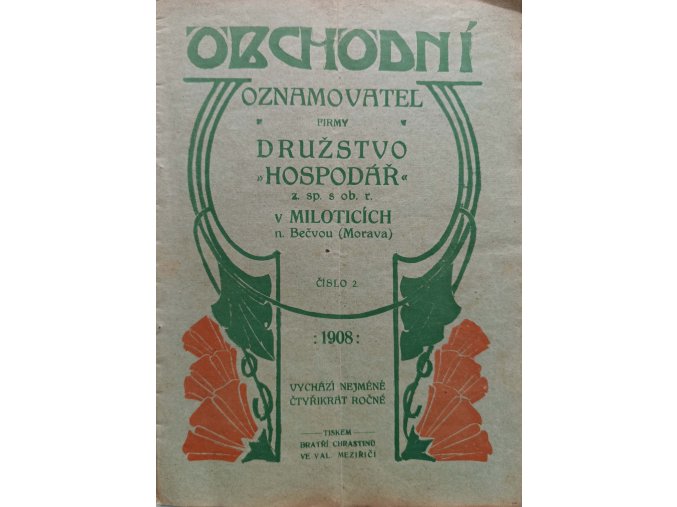 OBCHODNÍ
OZNAMOVATEL
FIRMY
DRUŽSTVO
»HOSPODÁŘ«
z. sp. s ob. r.
v MILOTICÍCH
n. Bečvou (Morava)
ČÍSLO 2
: 1908 :
VYCHÁZÍ NEJMÉNĚ
ČTYŘIKRÁT ROČNĚ
TISKEM
BRATŘÍ CHRASTINŮ
VE VAL. MEZIŘÍČÍ